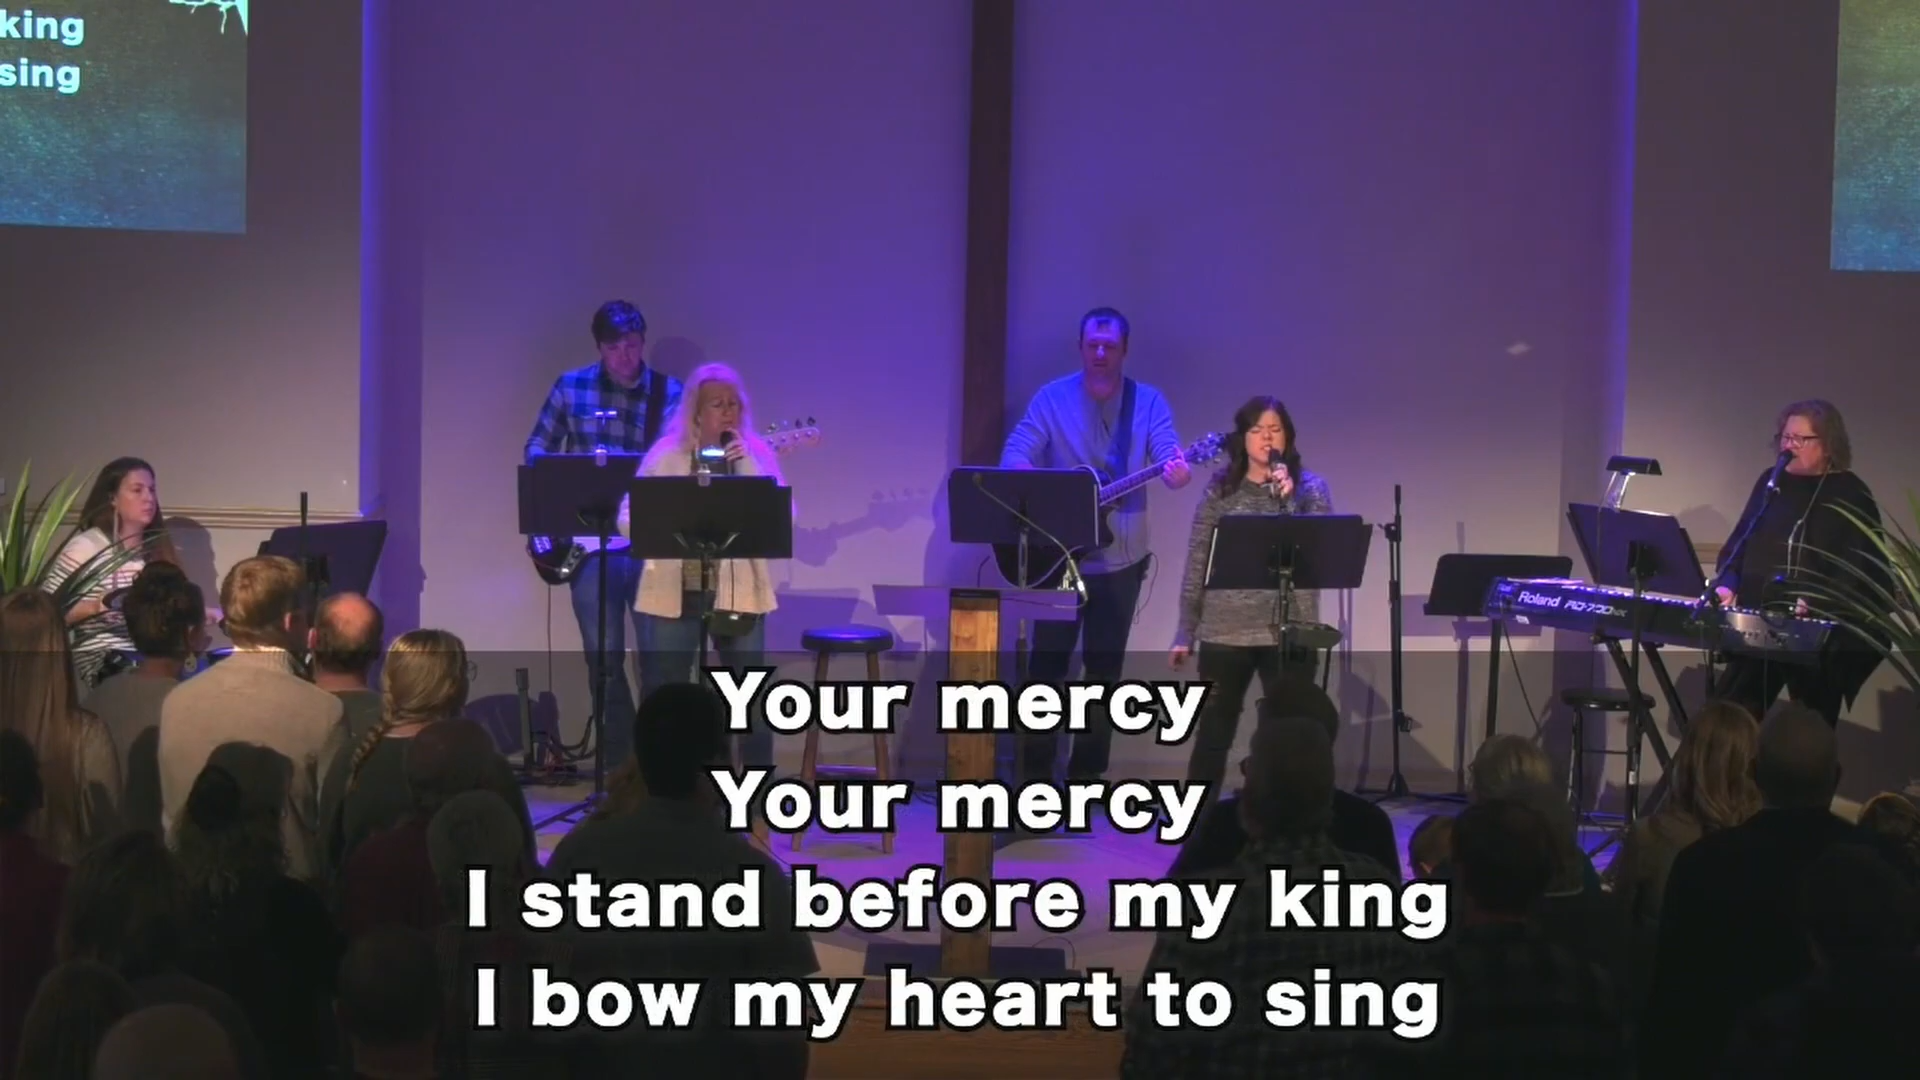 king
sing
Roland
Your mercy
Your mercy
I stand before my king
I bow my heart to sing